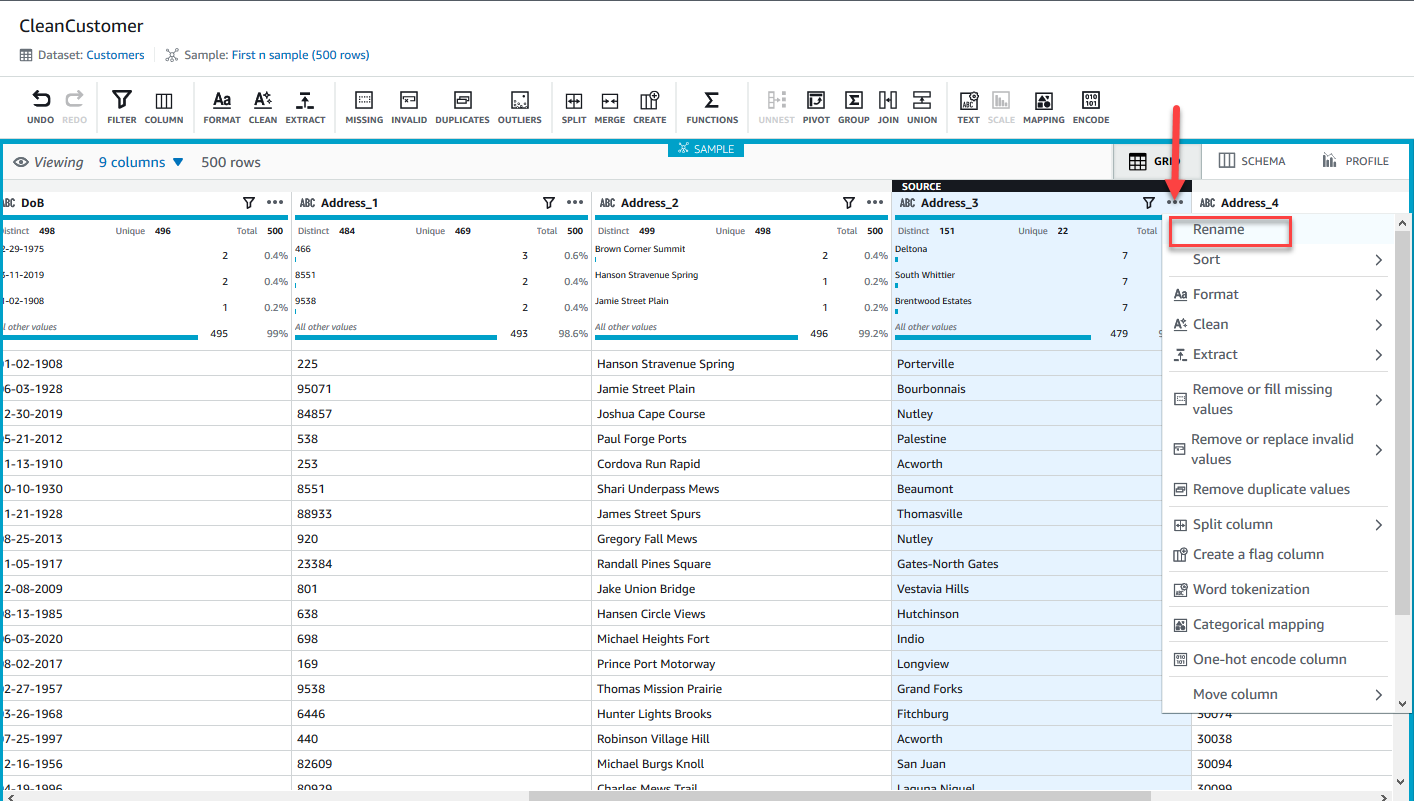 CleanCustomer
Dataset: Customers Sample: First n sample (500 rows)
UNDO REDO FILTER COLUMN FORMAT CLEAN EXTRACT MISSING INVALID DUPLICATES OUTLIERS SPLIT MERGE CREATE FUNCTIONS UNNEST PIVOT GROUP JOIN UNION TEXT SCALE MAPPING ENCODE
SAMPLE
Viewing 9 columns 500 rows GRID SCHEMA PROFILE
SOURCE
ABC DoB ABC Address_1 ABC Address_2 ABC Address_3 ABC Address_4
Distinct 498 Unique 496 Total 500 Distinct 484 Unique 469 Total 500 Distinct 499 Unique 498 Total 500 Distinct 151 Unique 22 Total
2-29-1975 2 0.4% 466 3 0.6% Brown Corner Summit 2 0.4% Deltona 7
3-11-2019 2 0.4% 8551 2 0.4% Hanson Stravenue Spring 1 0.2% South Whittier 7
1-02-1908 1 0.2% 9538 2 0.4% Jamie Street Plain 1 0.2% Brentwood Estates 7
All other values 495 99% All other values 493 98.6% All other values 496 99.2% All other values 479
01-02-1908 225 Hanson Stravenue Spring Porterville
06-03-1928 95071 Jamie Street Plain Bourbonnais
2-30-2019 84857 Joshua Cape Course Nutley
05-21-2012 538 Paul Forge Ports Palestine
1-13-1910 253 Cordova Run Rapid Acworth
0-10-1930 8551 Shari Underpass Mews Beaumont
1-21-1928 88933 James Street Spurs Thomasville
08-25-2013 920 Gregory Fall Mews Nutley
1-05-1917 23384 Randall Pines Square Gates-North Gates
2-08-2009 801 Jake Union Bridge Vestavia Hills
08-13-1985 638 Hansen Circle Views Hutchinson
06-03-2020 698 Michael Heights Fort Indio
08-02-2017 169 Prince Port Motorway Longview
02-27-1957 9538 Thomas Mission Prairie Grand Forks
03-26-1968 6446 Hunter Lights Brooks Fitchburg 30074
07-25-1997 440 Robinson Village Hill Acworth 30038
2-16-1956 82609 Michael Burgs Knoll San Juan 30094
04-19-1996 80929 Charles Mews Trail Laguna Niguel 30099
Rename
Sort
Aa Format
Clean
Extract
Remove or fill missing
values
Remove or replace invalid
values
Remove duplicate values
Split column
Create a flag column
Word tokenization
Categorical mapping
One-hot encode column
Move column